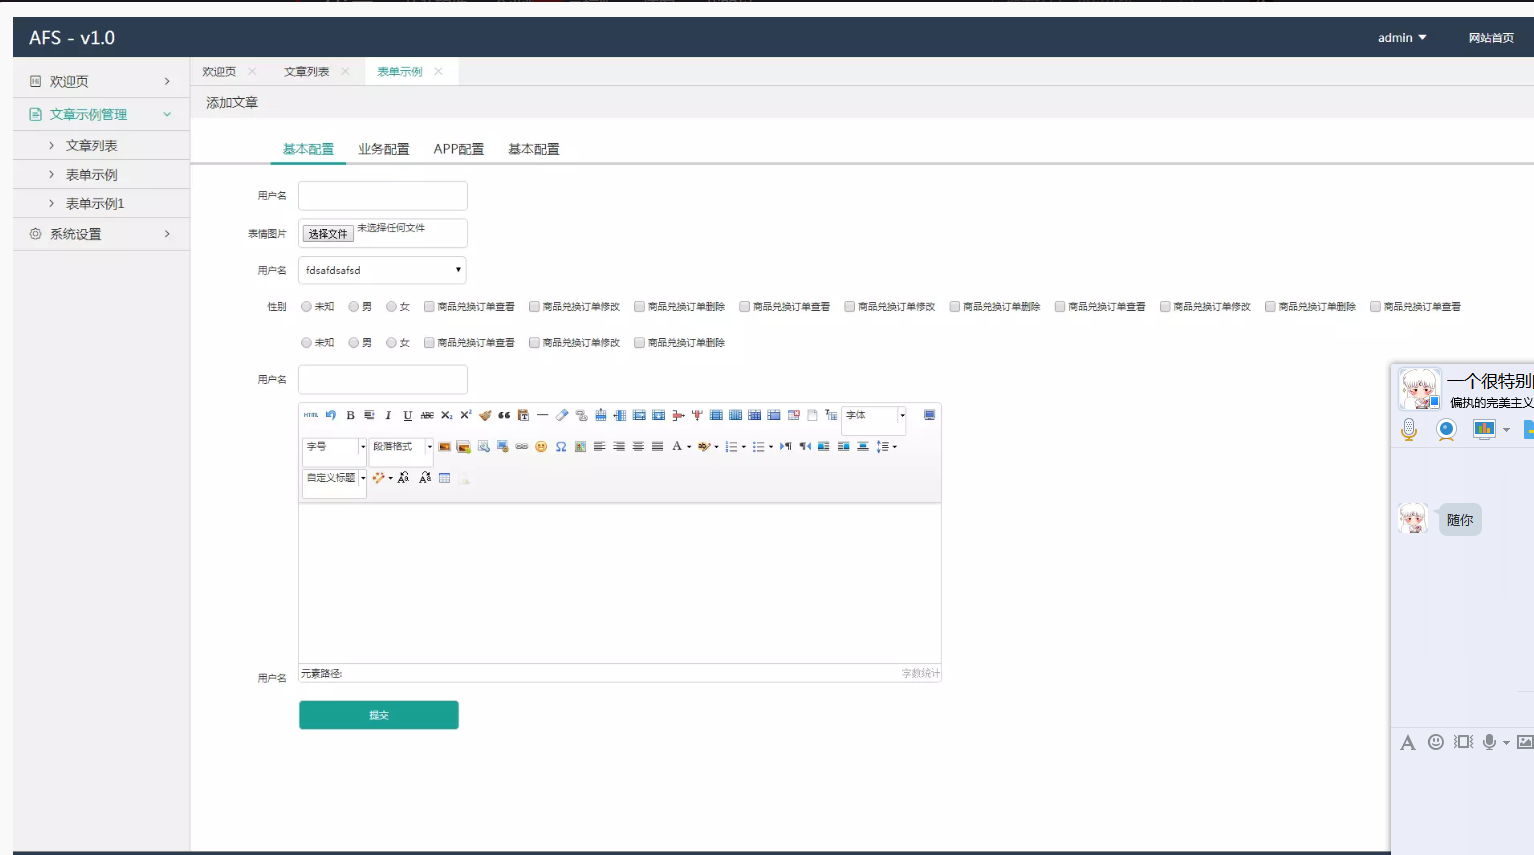 AFS - v1.0
admin 网站首页
欢迎页
文章示例管理
文章列表
表单示例
表单示例1
系统设置
欢迎页 文章列表 表单示例
添加文章
基本配置 业务配置 APP配置 基本配置
用户名
表情图片 选择文件 未选择任何文件
用户名 fdsafdsafsd
性别 未知 男 女 商品兑换订单查看 商品兑换订单修改 商品兑换订单删除 商品兑换订单查看 商品兑换订单修改 商品兑换订单删除 商品兑换订单查看 商品兑换订单修改 商品兑换订单删除 商品兑换订单查看
未知 男 女 商品兑换订单查看 商品兑换订单修改 商品兑换订单删除
用户名
HTML 字体
字号 段落格式
自定义标题
用户名 元素路径: 字数统计
提交
一个很特别
偏执的完美主义
随你